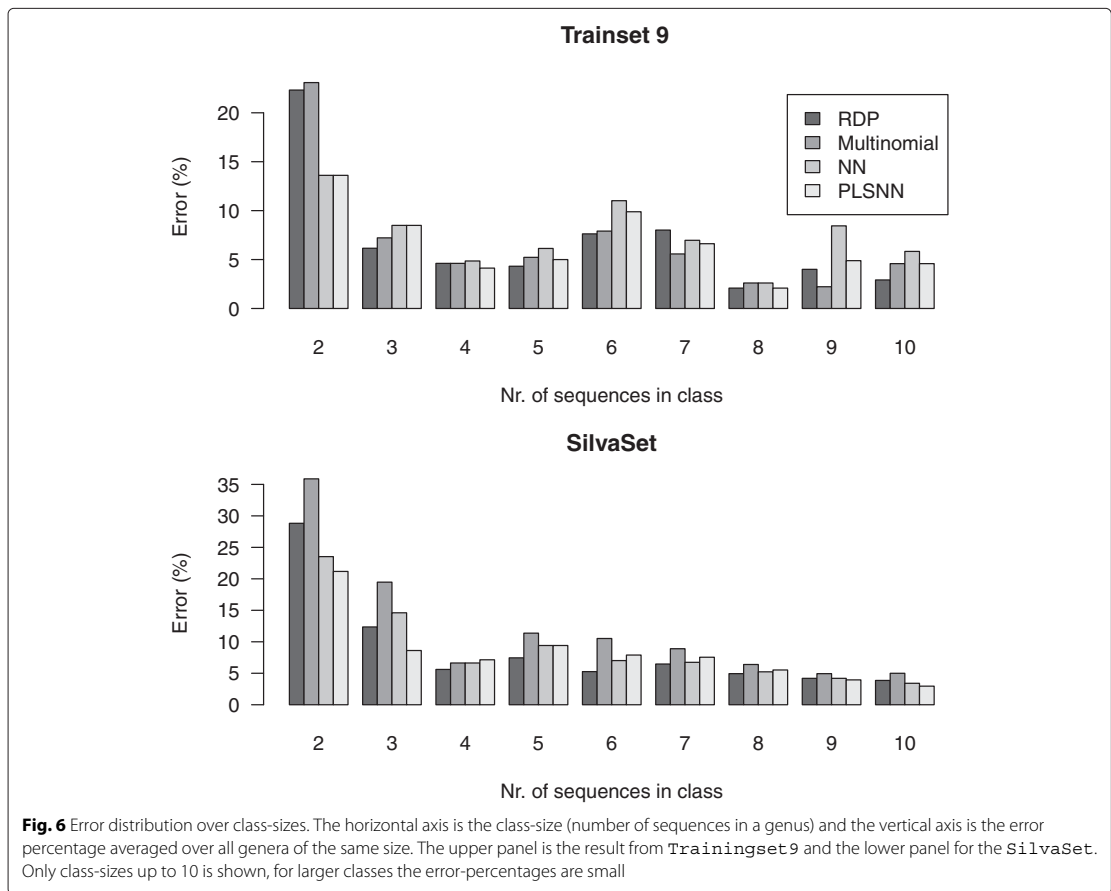 Trainset 9
Error (%)
20
15
10
5
0
RDP
Multinomial
NN
PLSNN
2 3 4 5 6 7 8 9 10
Nr. of sequences in class
SilvaSet
Error (%)
35
30
25
20
15
10
5
0
2 3 4 5 6 7 8 9 10
Nr. of sequences in class
Fig. 6 Error distribution over class-sizes. The horizontal axis is the class-size (number of sequences in a genus) and the vertical axis is the error
percentage averaged over all genera of the same size. The upper panel is the result from Trainingset9 and the lower panel for the SilvaSet.
Only class-sizes up to 10 is shown, for larger classes the error-percentages are small